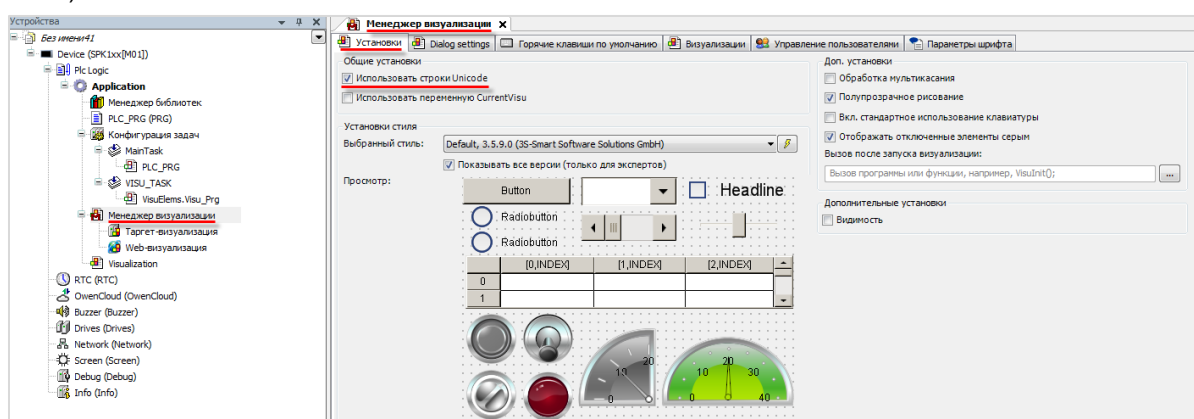 Устройства
Без имени41
Device (SPK1xx[M01])
Plc Logic
Application
Менеджер библиотек
PLC_PRG (PRG)
Конфигурация задач
MainTask
PLC_PRG
VISU_TASK
VisuElems.Visu_Prg
Менеджер визуализации
Таргет-визуализация
Web-визуализация
Visualization
RTC (RTC)
OwenCloud (OwenCloud)
Buzzer (Buzzer)
Drives (Drives)
Network (Network)
Screen (Screen)
Debug (Debug)
Info (Info)
Менеджер визуализации
Установки
Dialog settings
Горячие клавиши по умолчанию
Визуализации
Управление пользователями
Параметры шрифта
Общие установки
Использовать строки Unicode
Использовать переменную CurrentVisu
Установки стиля
Выбранный стиль:
Default, 3.5.9.0 (3S-Smart Software Solutions GmbH)
Показывать все версии (только для экспертов)
Просмотр:
Button
Headline
Radiobutton
Radiobutton
[0,INDEX] [1,INDEX] [2,INDEX]
0
1
0 10 20
0 10 20 30 40
Доп. установки
Обработка мультикасания
Полупрозрачное рисование
Вкл. стандартное использование клавиатуры
Отображать отключенные элементы серым
Вызов после запуска визуализации:
Вызов программы или функции, например, VisuInit();
...
Дополнительные установки
Видимость